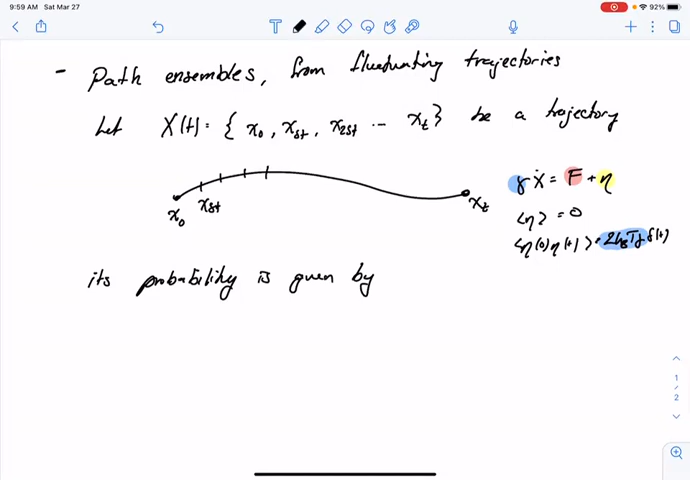 9:59 AM Sat Mar 27
92%
- Path ensembles, from fluctuating trajectories
Let X(t) = { x₀, x_δt, x_2δt ... x_t } be a trajectory
x₀ x_δt x_t
γẋ = F + η
⟨η⟩ = 0
⟨η(0)η(t)⟩ = 2k_BTγδ(t)
its probability is given by
1
/
2